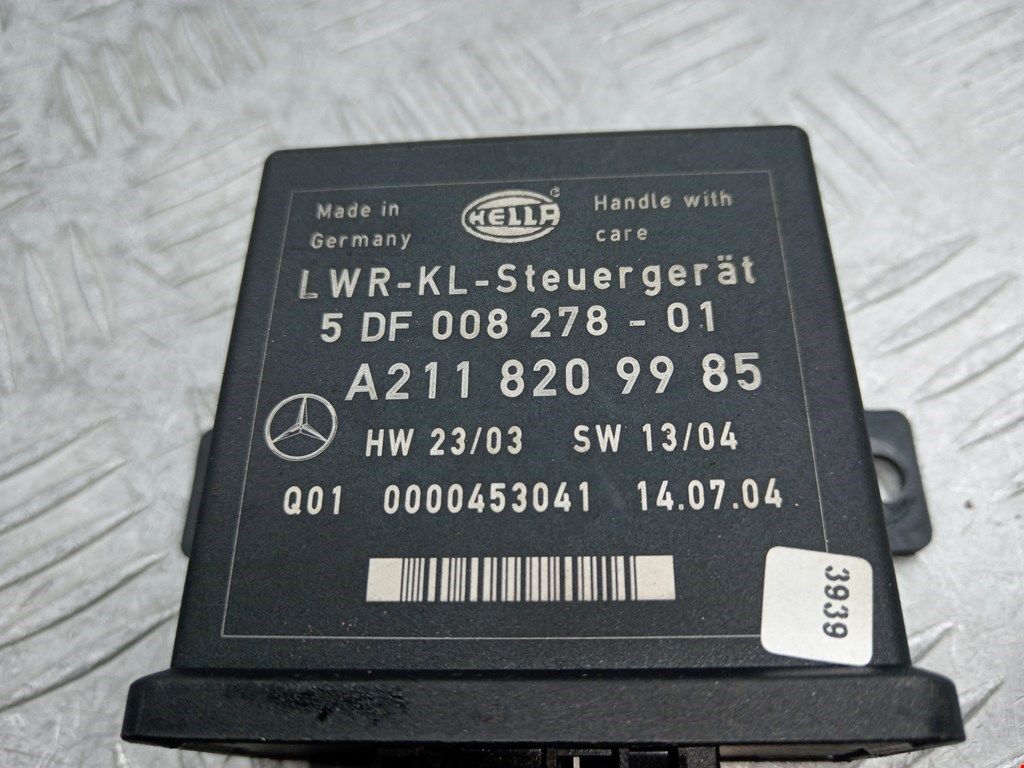 Made in
Germany
HELLA
Handle with
care
LWR-KL-Steuergerät
5 DF 008 278 - 01
A211 820 99 85
HW 23/03 SW 13/04
Q01 0000453041 14.07.04
3939